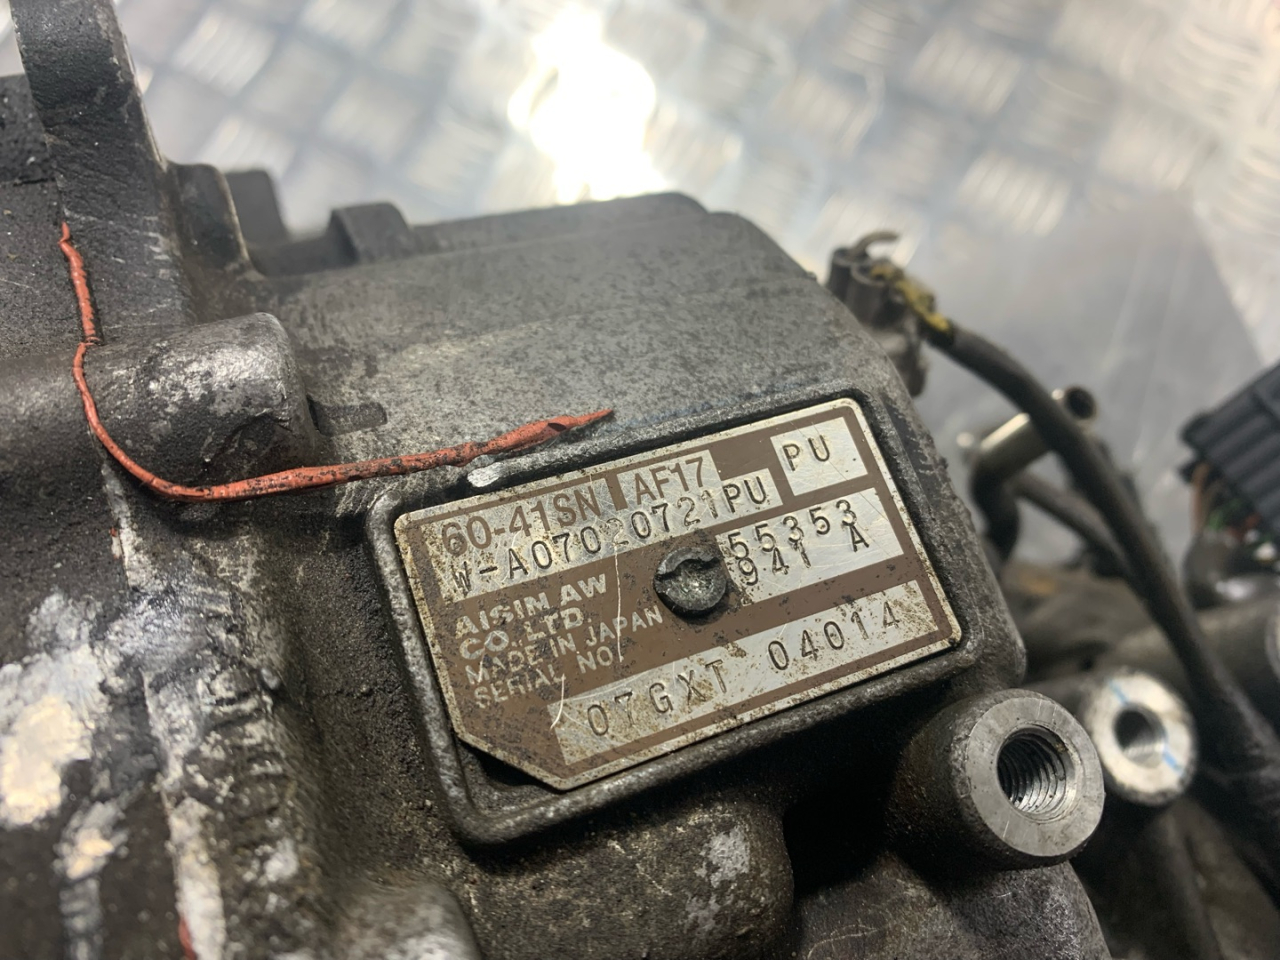 60-41SN AF17
PU
W-A07020721PU
55353
941 A
AISIN AW
CO. LTD.
MADE IN JAPAN
SERIAL NO.
07GXT 04014